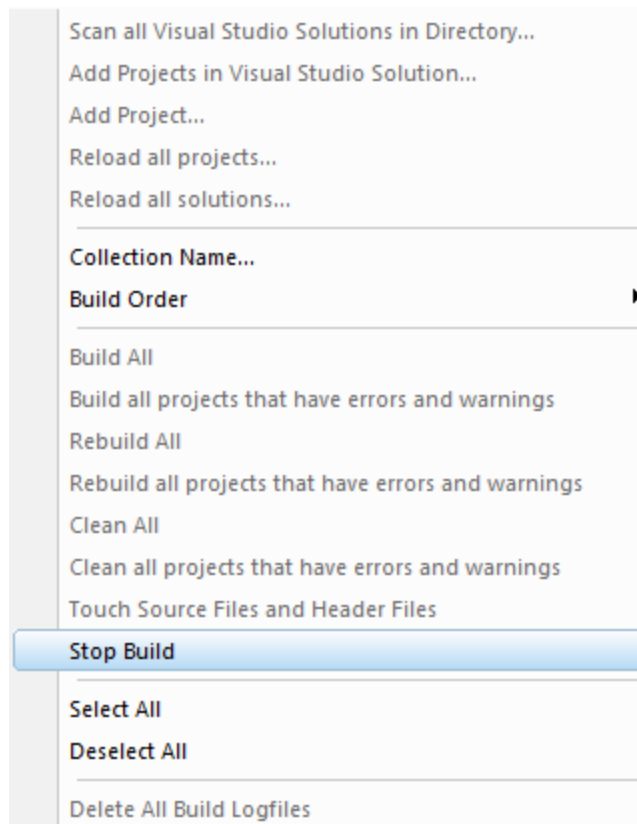 Scan all Visual Studio Solutions in Directory...
Add Projects in Visual Studio Solution...
Add Project...
Reload all projects...
Reload all solutions...
Collection Name...
Build Order
Build All
Build all projects that have errors and warnings
Rebuild All
Rebuild all projects that have errors and warnings
Clean All
Clean all projects that have errors and warnings
Touch Source Files and Header Files
Stop Build
Select All
Deselect All
Delete All Build Logfiles